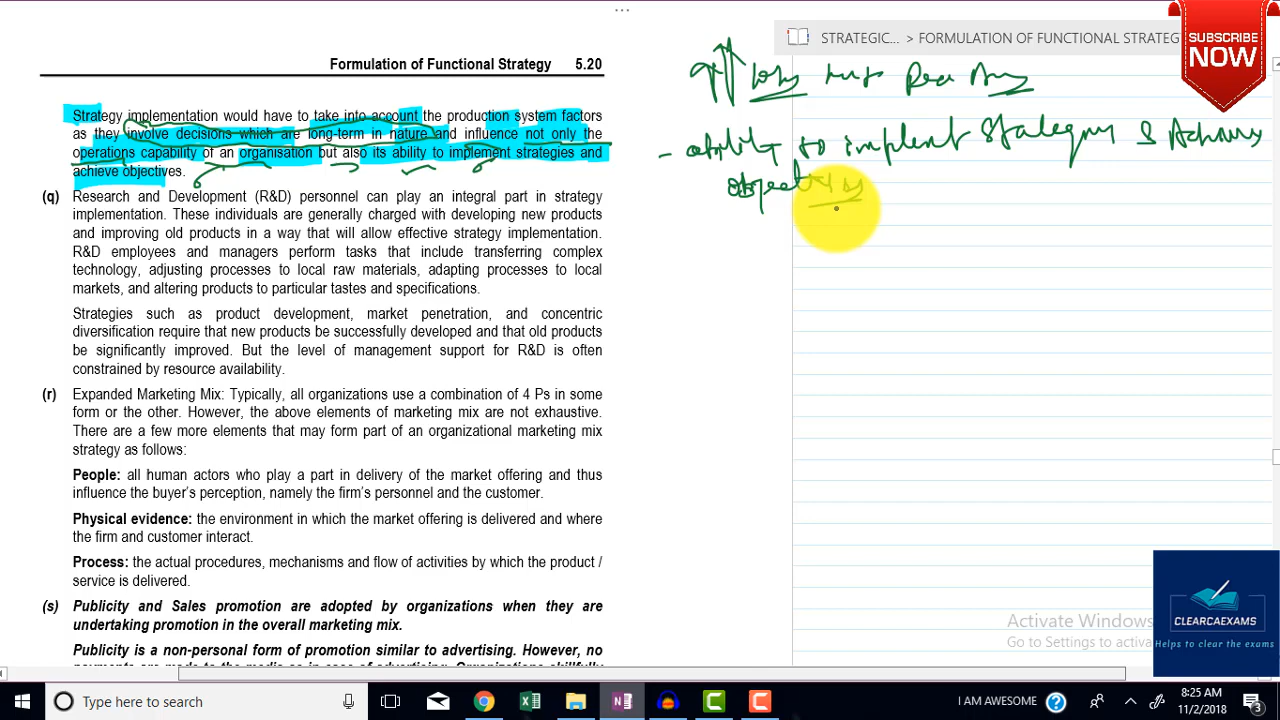 Formulation of Functional Strategy 5.20
Strategy implementation would have to take into account the production system factors
as they involve decisions which are long-term in nature and influence not only the
operations capability of an organisation but also its ability to implement strategies and
achieve objectives.
(q) Research and Development (R&D) personnel can play an integral part in strategy
implementation. These individuals are generally charged with developing new products
and improving old products in a way that will allow effective strategy implementation.
R&D employees and managers perform tasks that include transferring complex
technology, adjusting processes to local raw materials, adapting processes to local
markets, and altering products to particular tastes and specifications.
Strategies such as product development, market penetration, and concentric
diversification require that new products be successfully developed and that old products
be significantly improved. But the level of management support for R&D is often
constrained by resource availability.
(r) Expanded Marketing Mix: Typically, all organizations use a combination of 4 Ps in some
form or the other. However, the above elements of marketing mix are not exhaustive.
There are a few more elements that may form part of an organizational marketing mix
strategy as follows:
People: all human actors who play a part in delivery of the market offering and thus
influence the buyer's perception, namely the firm's personnel and the customer.
Physical evidence: the environment in which the market offering is delivered and where
the firm and customer interact.
Process: the actual procedures, mechanisms and flow of activities by which the product /
service is delivered.
(s) Publicity and Sales promotion are adopted by organizations when they are
undertaking promotion in the overall marketing mix.
Publicity is a non-personal form of promotion similar to advertising. However, no
payments are made to the media as in case of advertising. Organizations skillfully
STRATEGIC... > FORMULATION OF FUNCTIONAL STRATEG
SUBSCRIBE
NOW
- ability to implent Strategy & Achieve
objectives
Activate Windows
Go to Settings to activa
CLEARCAEXAMS
Helps to clear the exams
Type here to search
I AM AWESOME
8:25 AM
11/2/2018
3